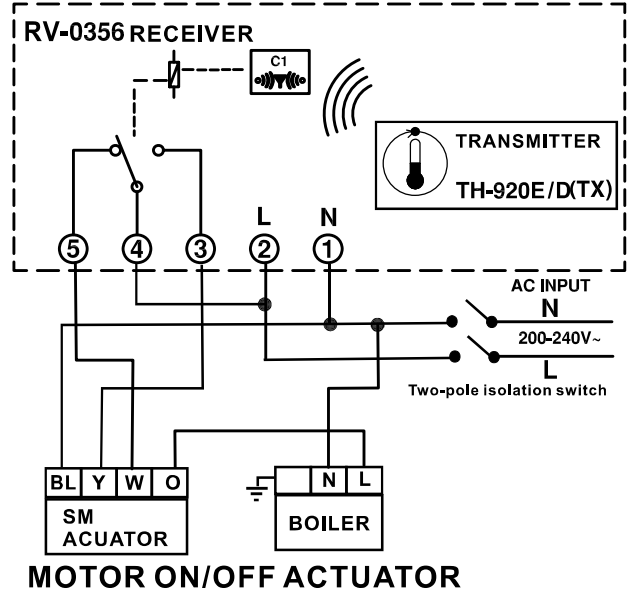 RV-0356 RECEIVER
C1
TRANSMITTER
TH-920E/D(TX)
L N
5 4 3 2 1
AC INPUT
N
200-240V~
L
Two-pole isolation switch
BL Y W O
N L
SM
ACUATOR
BOILER
MOTOR ON/OFF ACTUATOR